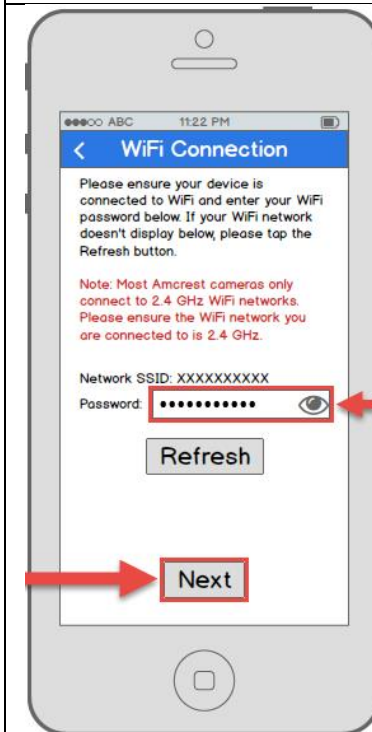 ABC 11:22 PM
WiFi Connection
Please ensure your device is
connected to WiFi and enter your WiFi
password below. If your WiFi network
doesn't display below, please tap the
Refresh button.
Note: Most Amcrest cameras only
connect to 2.4 GHz WiFi networks.
Please ensure the WiFi network you
are connected to is 2.4 GHz.
Network SSID: XXXXXXXXXX
Password: •••••••••••
Refresh
Next